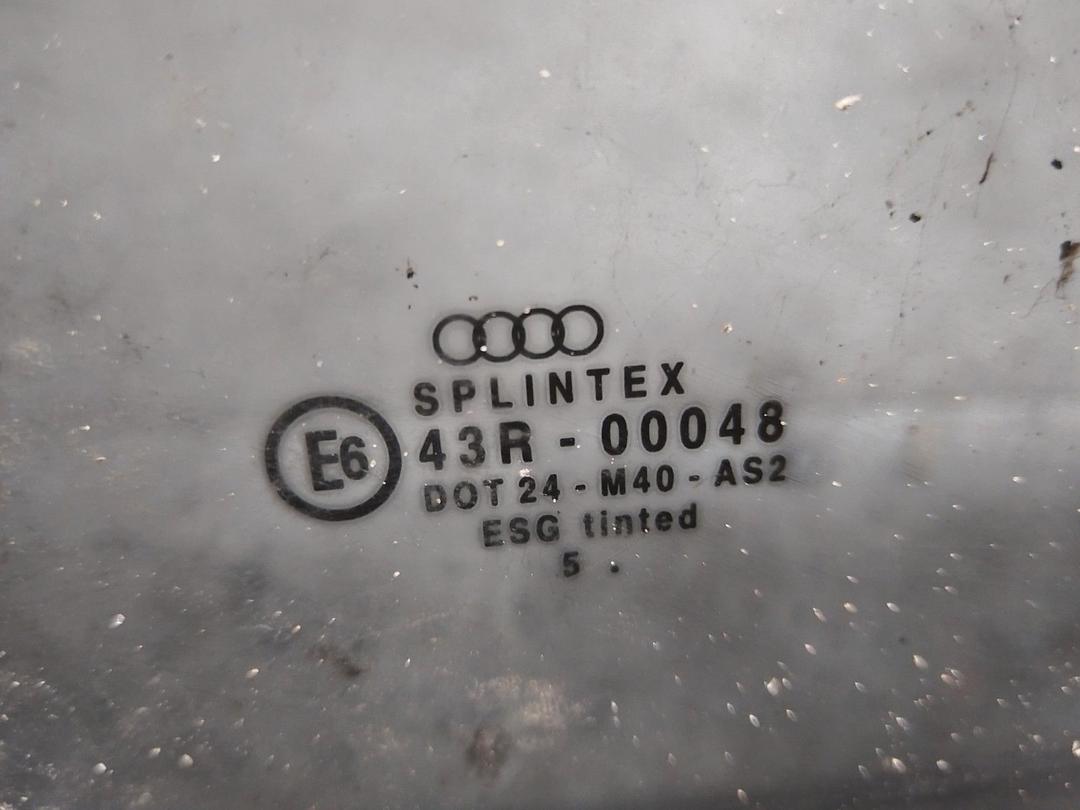 SPLINTEX
E6 43R - 00048
DOT 24 - M40 - AS2
ESG tinted
5 .